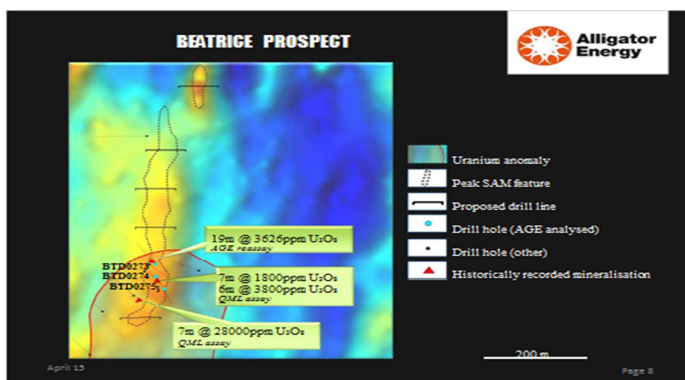 BEATRICE PROSPECT
Alligator
Energy
Uranium anomaly
Peak SAM feature
Proposed drill line
Drill hole (AGE analysed)
Drill hole (other)
Historically recorded mineralisation
19m @ 3626ppm U₃O₈
AGE reassay
BTD0273
BTD0274
BTD0275
7m @ 1800ppm U₃O₈
6m @ 3800ppm U₃O₈
QML assay
7m @ 28000ppm U₃O₈
QML assay
200 m
April 15
Page 8